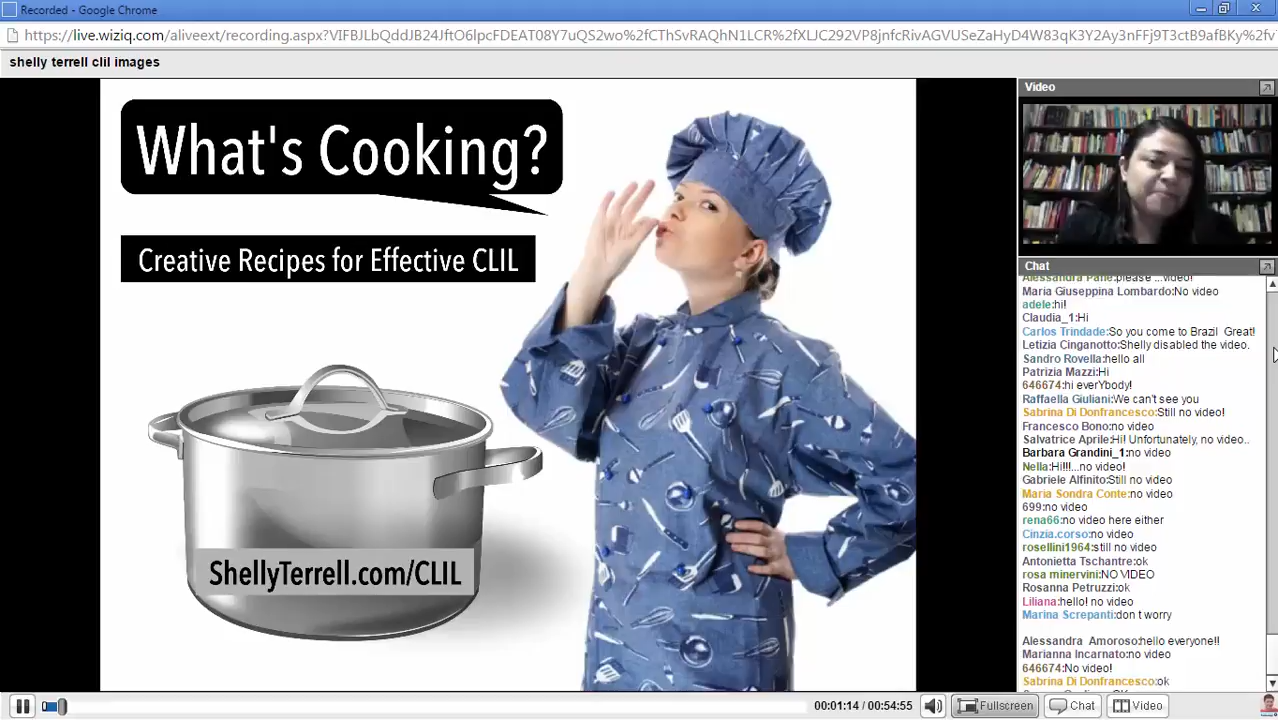 Recorded - Google Chrome
https://live.wiziq.com/aliveext/recording.aspx?VIFBJLbQddJB24JftO6lpcFDEAT08Y7uQS2wo%2fCThSvRAQhN1LCR%2fXLJC292VP8jnfcRivAGVUSeZaHyD4W83qK3Y2Ay3nFFj9T3ctB9afBKy%2fv
shelly terrell clil images
What's Cooking?
Creative Recipes for Effective CLIL
ShellyTerrell.com/CLIL
Video
Chat
Alessandra Pane:please ...video!
Maria Giuseppina Lombardo:No video
adele:hi!
Claudia_1:Hi
Carlos Trindade:So you come to Brazil Great!
Letizia Cinganotto:Shelly disabled the video.
Sandro Rovella:hello all
Patrizia Mazzi:Hi
646674:hi everYbody!
Raffaella Giuliani:We can't see you
Sabrina Di Donfrancesco:Still no video!
Francesco Bono:no video
Salvatrice Aprile:Hi! Unfortunately, no video..
Barbara Grandini_1:no video
Nella:Hi!!!...no video!
Gabriele Alfinito:Still no video
Maria Sondra Conte:no video
699:no video
rena66:no video here either
Cinzia.corso:no video
rosellini1964:still no video
Antonietta Tschantre:ok
rosa minervini:NO VIDEO
Rosanna Petruzzi:ok
Liliana:hello! no video
Marina Screpanti:don t worry
Alessandra Amoroso:hello everyone!!
Marianna Incarnato:no video
646674:No video!
Sabrina Di Donfrancesco:ok
00:01:14 / 00:54:55
Fullscreen
Chat
Video